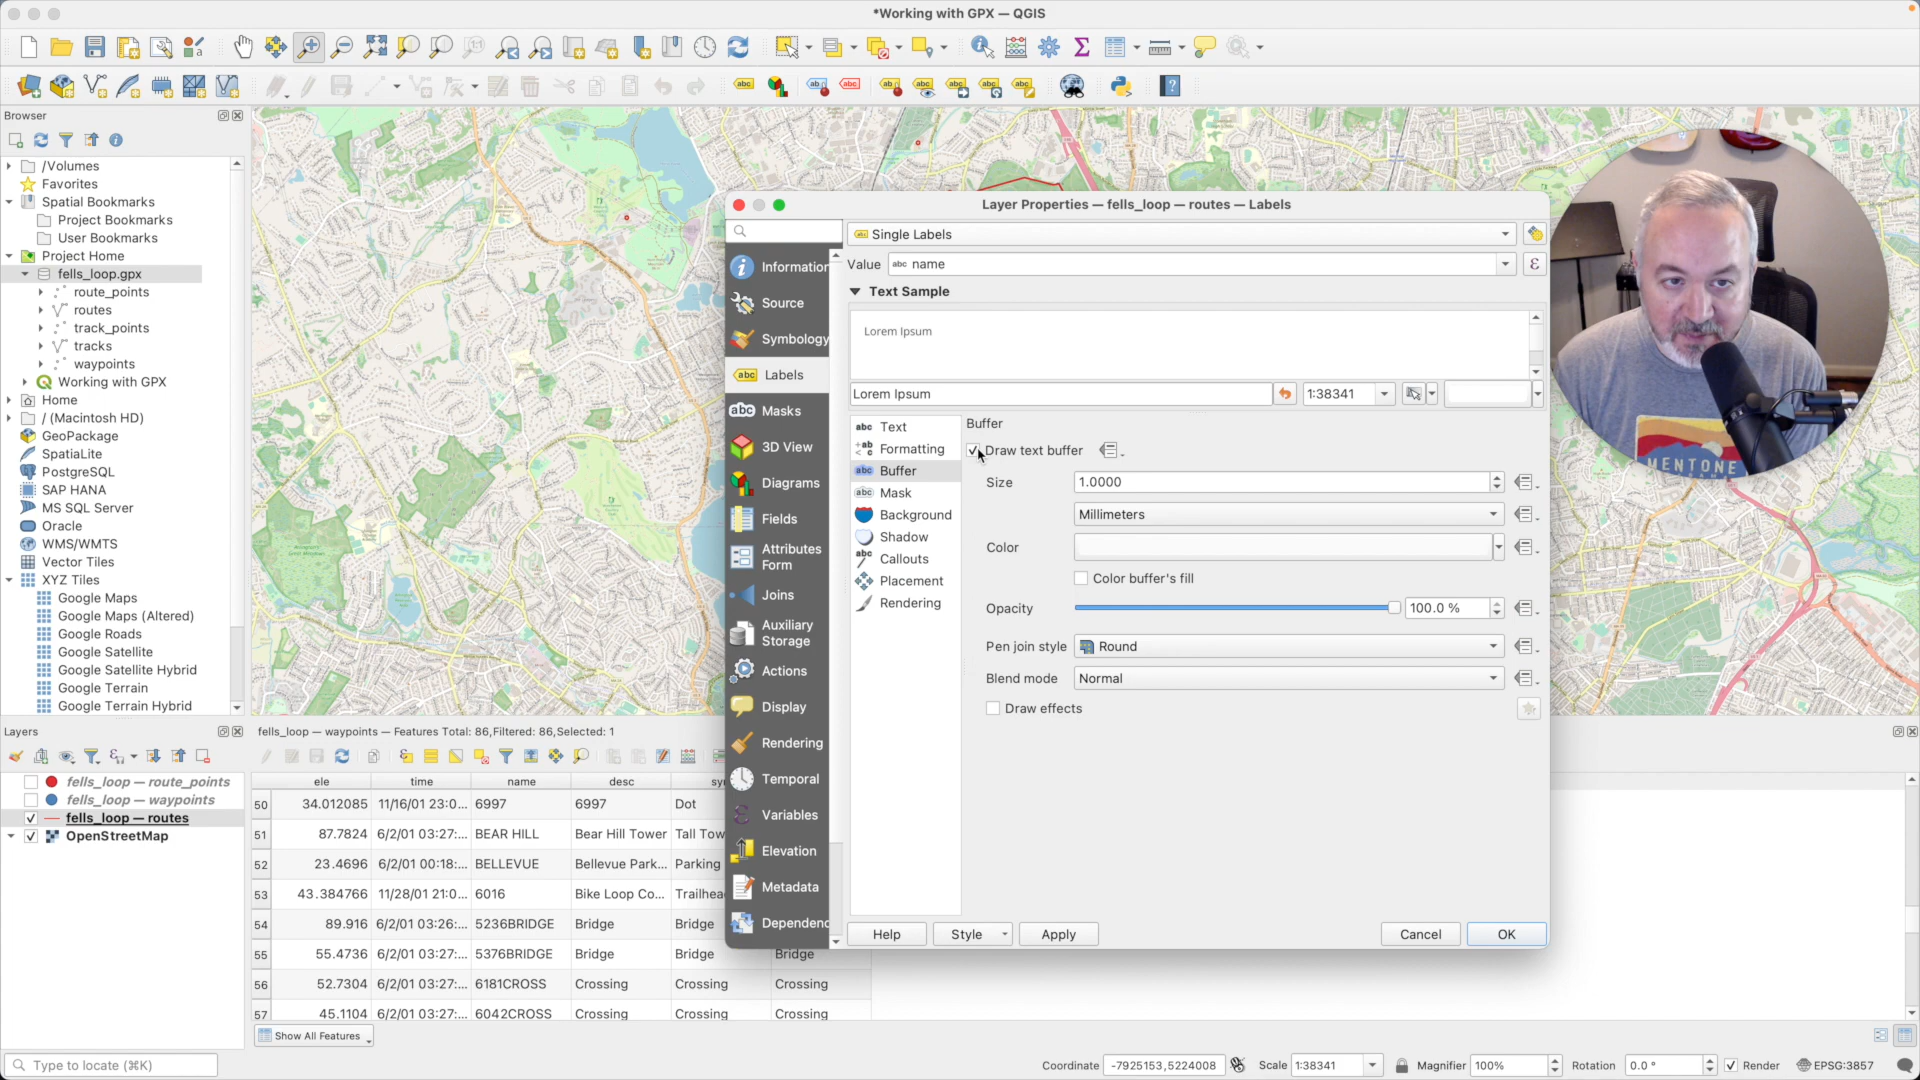 *Working with GPX — QGIS
Browser
/Volumes
Favorites
Spatial Bookmarks
Project Bookmarks
User Bookmarks
Project Home
fells_loop.gpx
route_points
routes
track_points
tracks
waypoints
Working with GPX
Home
/ (Macintosh HD)
GeoPackage
SpatiaLite
PostgreSQL
SAP HANA
MS SQL Server
Oracle
WMS/WMTS
Vector Tiles
XYZ Tiles
Google Maps
Google Maps (Altered)
Google Roads
Google Satellite
Google Satellite Hybrid
Google Terrain
Google Terrain Hybrid
Layers
fells_loop — route_points
fells_loop — waypoints
fells_loop — routes
OpenStreetMap
Type to locate (⌘K)
Layer Properties — fells_loop — routes — Labels
Information
Source
Symbology
Labels
Masks
3D View
Diagrams
Fields
Attributes Form
Joins
Auxiliary Storage
Actions
Display
Rendering
Temporal
Variables
Elevation
Metadata
Dependenc
Single Labels
Value abc name
Text Sample
Lorem Ipsum
Lorem Ipsum 1:38341
Text
Formatting
Buffer
Mask
Background
Shadow
Callouts
Placement
Rendering
Buffer
Draw text buffer
Size 1.0000
Millimeters
Color
Color buffer's fill
Opacity 100.0 %
Pen join style Round
Blend mode Normal
Draw effects
Help Style Apply Cancel OK
MENTONE
fells_loop — waypoints — Features Total: 86,Filtered: 86,Selected: 1
ele time name desc sy
50 34.012085 11/16/01 23:0... 6997 6997 Dot
51 87.7824 6/2/01 03:27:... BEAR HILL Bear Hill Tower Tall Tow
52 23.4696 6/2/01 00:18:... BELLEVUE Bellevue Park... Parking
53 43.384766 11/28/01 21:0... 6016 Bike Loop Co... Trailhea
54 89.916 6/2/01 03:26:... 5236BRIDGE Bridge Bridge Bridge
55 55.4736 6/2/01 03:27:... 5376BRIDGE Bridge Bridge Bridge
56 52.7304 6/2/01 03:27:... 6181CROSS Crossing Crossing Crossing
57 45.1104 6/2/01 03:27:... 6042CROSS Crossing Crossing Crossing
Show All Features
Coordinate -7925153,5224008 Scale 1:38341 Magnifier 100% Rotation 0.0 ° Render EPSG:3857